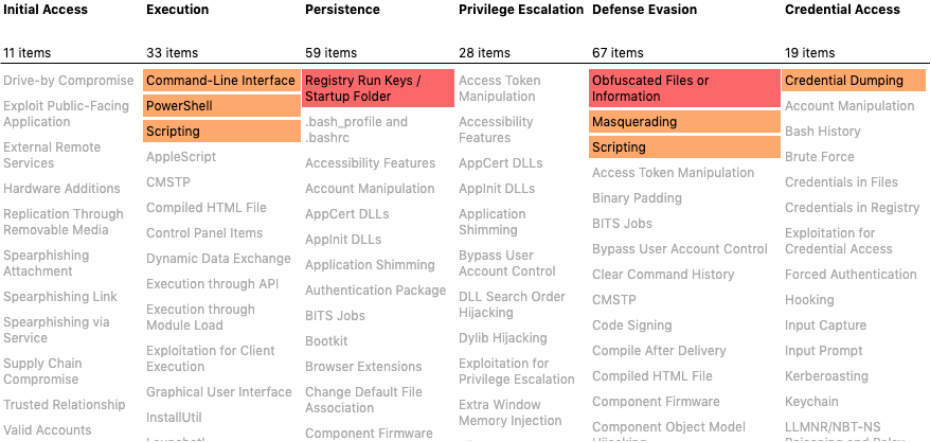 Initial Access
11 items
Drive-by Compromise
Exploit Public-Facing
Application
External Remote
Services
Hardware Additions
Replication Through
Removable Media
Spearphishing
Attachment
Spearphishing Link
Spearphishing via
Service
Supply Chain
Compromise
Trusted Relationship
Valid Accounts
Execution
33 items
Command-Line Interface
PowerShell
Scripting
AppleScript
CMSTP
Compiled HTML File
Control Panel Items
Dynamic Data Exchange
Execution through API
Execution through
Module Load
Exploitation for Client
Execution
Graphical User Interface
InstallUtil
Persistence
59 items
Registry Run Keys /
Startup Folder
.bash_profile and
.bashrc
Accessibility Features
Account Manipulation
AppCert DLLs
AppInit DLLs
Application Shimming
Authentication Package
BITS Jobs
Bootkit
Browser Extensions
Change Default File
Association
Component Firmware
Privilege Escalation
28 items
Access Token
Manipulation
Accessibility
Features
AppCert DLLs
AppInit DLLs
Application
Shimming
Bypass User
Account Control
DLL Search Order
Hijacking
Dylib Hijacking
Exploitation for
Privilege Escalation
Extra Window
Memory Injection
Defense Evasion
67 items
Obfuscated Files or
Information
Masquerading
Scripting
Access Token Manipulation
Binary Padding
BITS Jobs
Bypass User Account Control
Clear Command History
CMSTP
Code Signing
Compile After Delivery
Compiled HTML File
Component Firmware
Component Object Model
Credential Access
19 items
Credential Dumping
Account Manipulation
Bash History
Brute Force
Credentials in Files
Credentials in Registry
Exploitation for
Credential Access
Forced Authentication
Hooking
Input Capture
Input Prompt
Kerberoasting
Keychain
LLMNR/NBT-NS